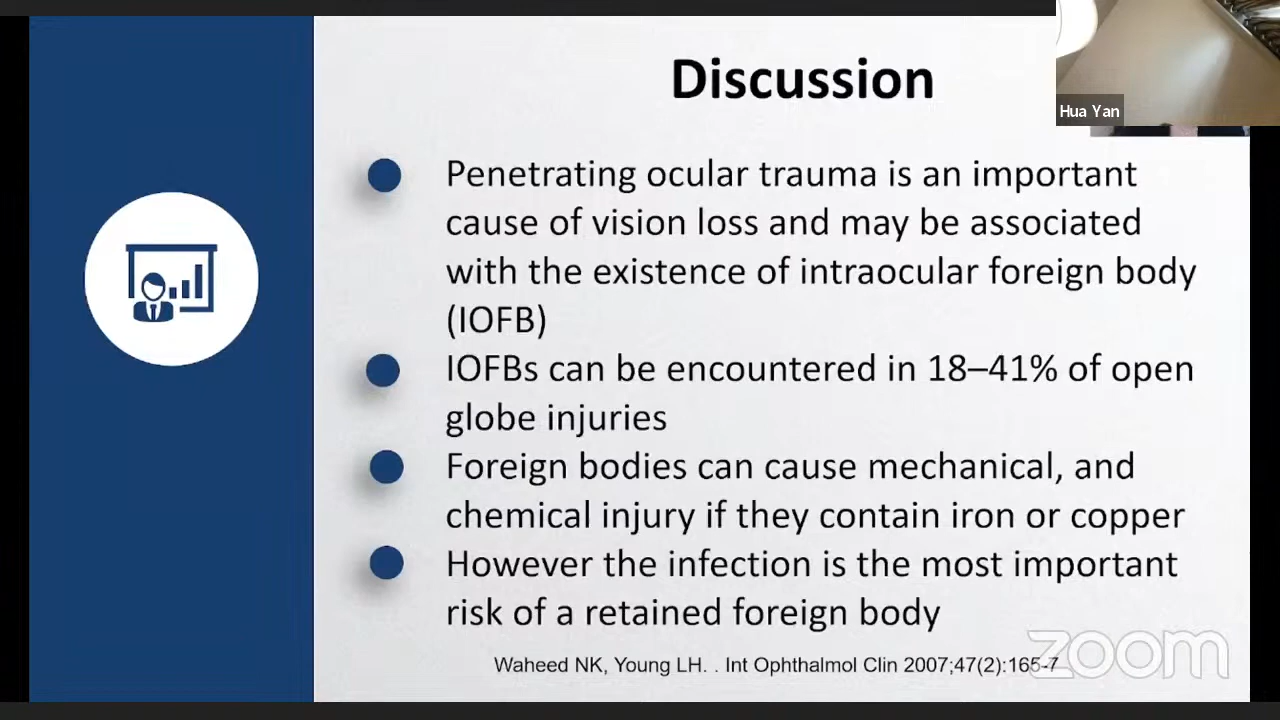 Discussion
Hua Yan
Penetrating ocular trauma is an important
cause of vision loss and may be associated
with the existence of intraocular foreign body
(IOFB)
IOFBs can be encountered in 18–41% of open
globe injuries
Foreign bodies can cause mechanical, and
chemical injury if they contain iron or copper
However the infection is the most important
risk of a retained foreign body
Waheed NK, Young LH. . Int Ophthalmol Clin 2007;47(2):165-7
zoom